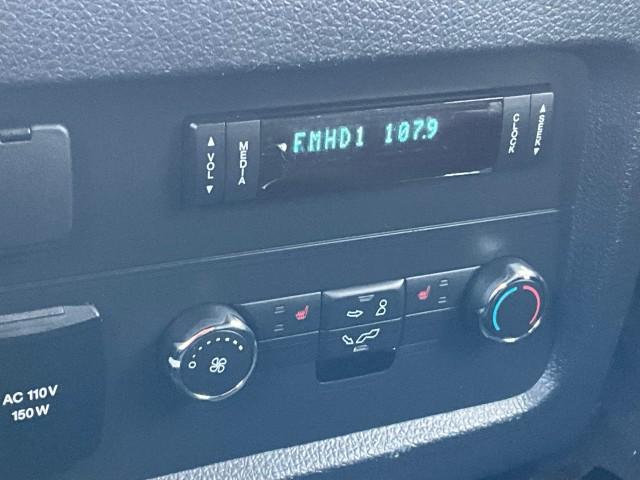 FMHD1 107.9
VOL
MEDIA
CLOCK
SEEK
AC 110V
150W